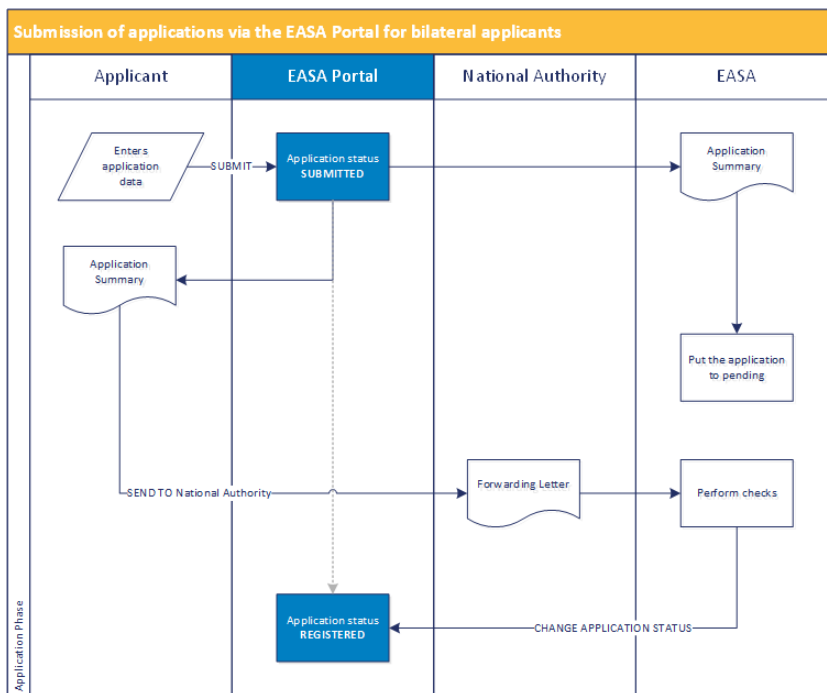 Submission of applications via the EASA Portal for bilateral applicants
Applicant
EASA Portal
National Authority
EASA
Enters
application
data
SUBMIT
Application status
SUBMITTED
Application
Summary
Application
Summary
Put the application
to pending
SEND TO National Authority
Forwarding Letter
Perform checks
Application status
REGISTERED
CHANGE APPLICATION STATUS
Application Phase